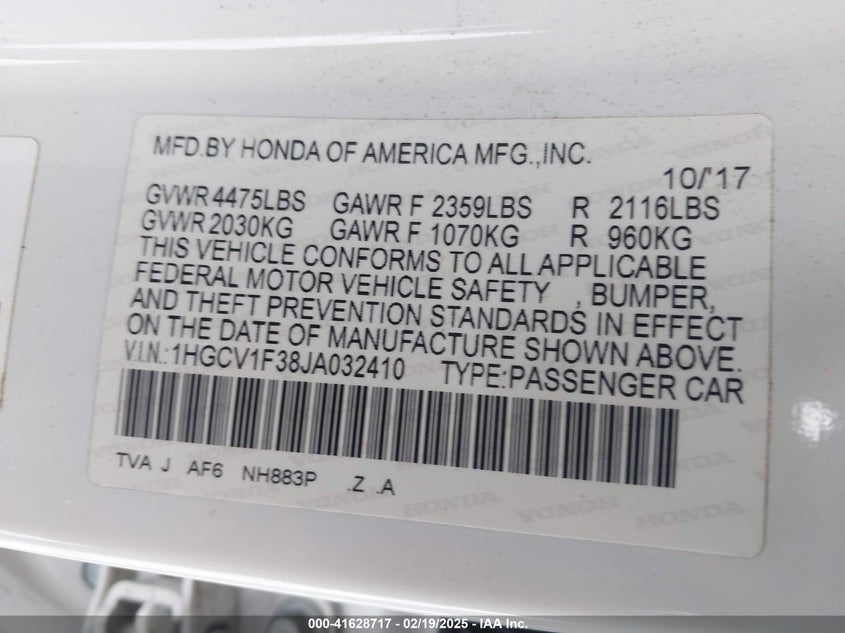 MFD.BY HONDA OF AMERICA MFG.,INC.
10/'17
GVWR 4475LBS GAWR F 2359LBS R 2116LBS
GVWR 2030KG GAWR F 1070KG R 960KG
THIS VEHICLE CONFORMS TO ALL APPLICABLE
FEDERAL MOTOR VEHICLE SAFETY , BUMPER,
AND THEFT PREVENTION STANDARDS IN EFFECT
ON THE DATE OF MANUFACTURE SHOWN ABOVE.
V.I.N.:1HGCV1F38JA032410 TYPE:PASSENGER CAR
TVA J AF6 NH883P .Z .A
000-41628717 - 02/19/2025 - IAA Inc.